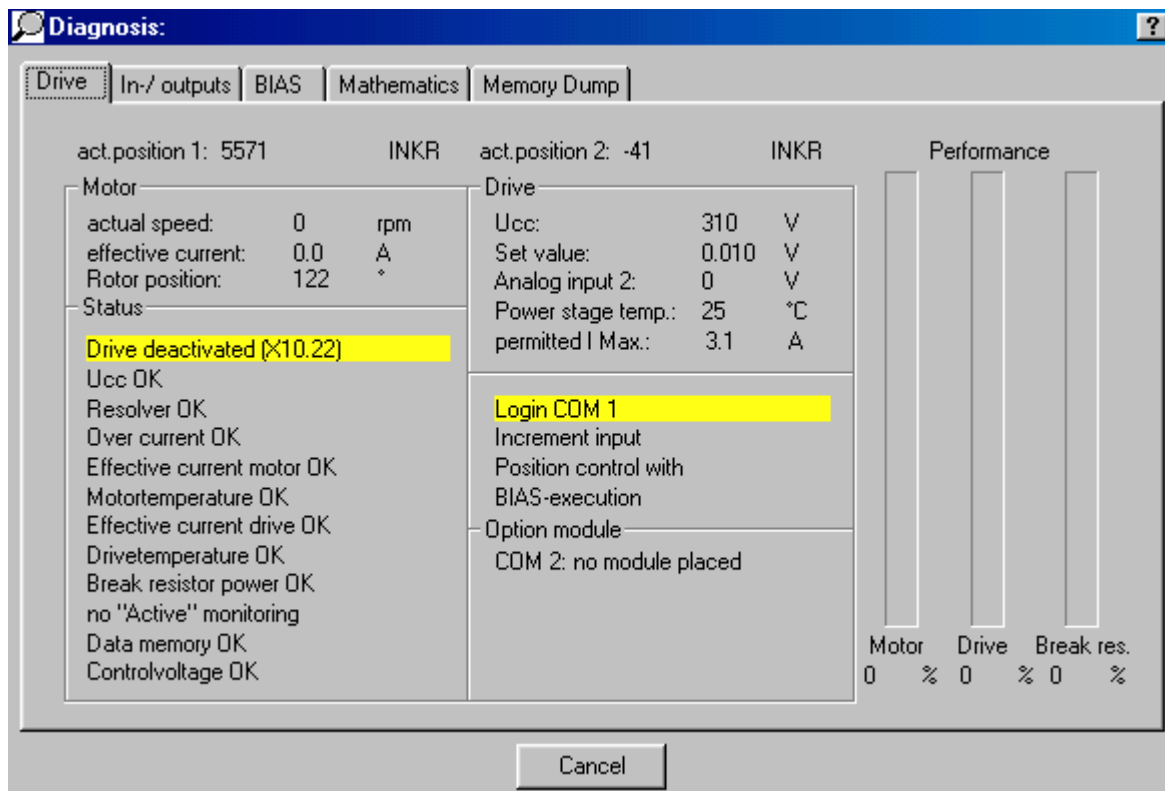 Diagnosis:
?
Drive In-/ outputs BIAS Mathematics Memory Dump
act.position 1: 5571 INKR act.position 2: -41 INKR Performance
Motor
actual speed: 0 rpm
effective current: 0.0 A
Rotor position: 122 °
Status
Drive deactivated (X10.22)
Ucc OK
Resolver OK
Over current OK
Effective current motor OK
Motortemperature OK
Effective current drive OK
Drivetemperature OK
Break resistor power OK
no "Active" monitoring
Data memory OK
Controlvoltage OK
Drive
Ucc: 310 V
Set value: 0.010 V
Analog input 2: 0 V
Power stage temp.: 25 °C
permitted I Max.: 3.1 A
Login COM 1
Increment input
Position control with
BIAS-execution
Option module
COM 2: no module placed
Motor Drive Break res.
0 % 0 % 0 %
Cancel